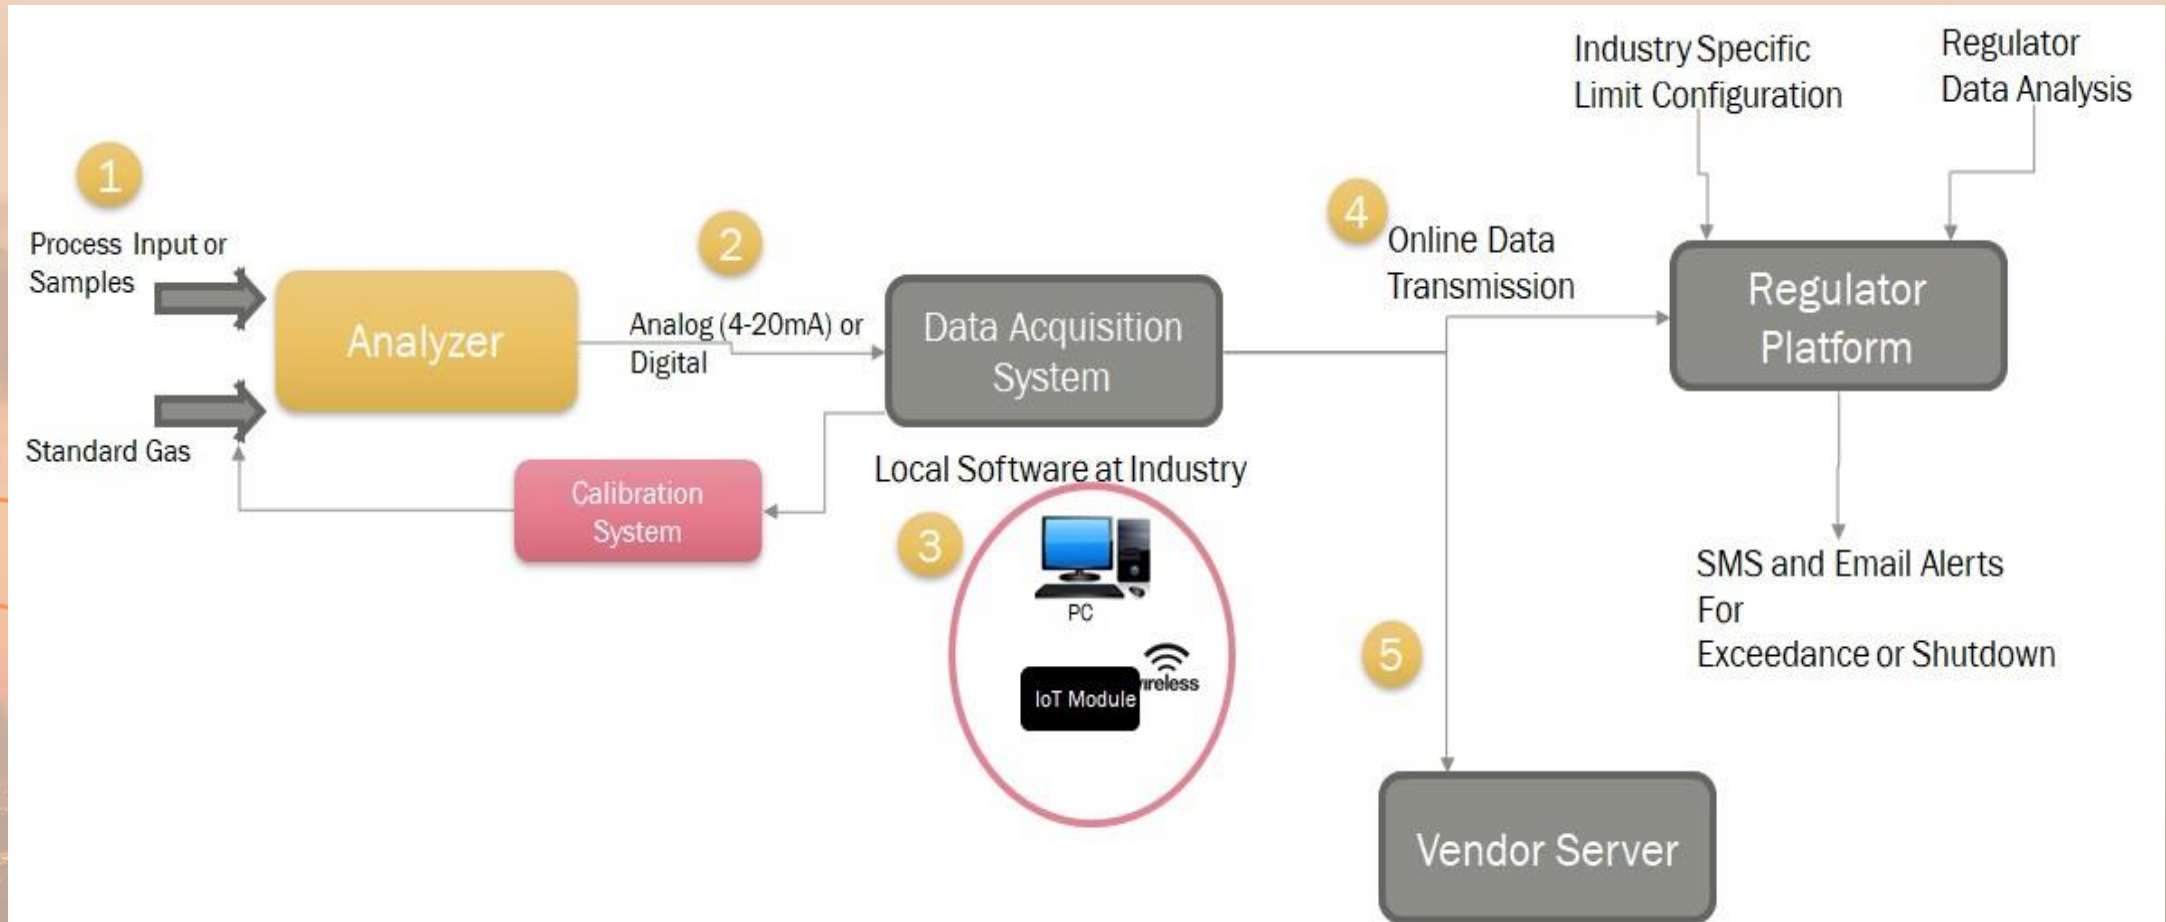 1
Process Input or
Samples
Analyzer
Standard Gas
2
Analog (4-20mA) or
Digital
Calibration
System
Data Acquisition
System
Local Software at Industry
3
PC
IoT Module
4
Online Data
Transmission
5
Vendor Server
Industry Specific
Limit Configuration
Regulator
Data Analysis
Regulator
Platform
SMS and Email Alerts
For
Exceedance or Shutdown